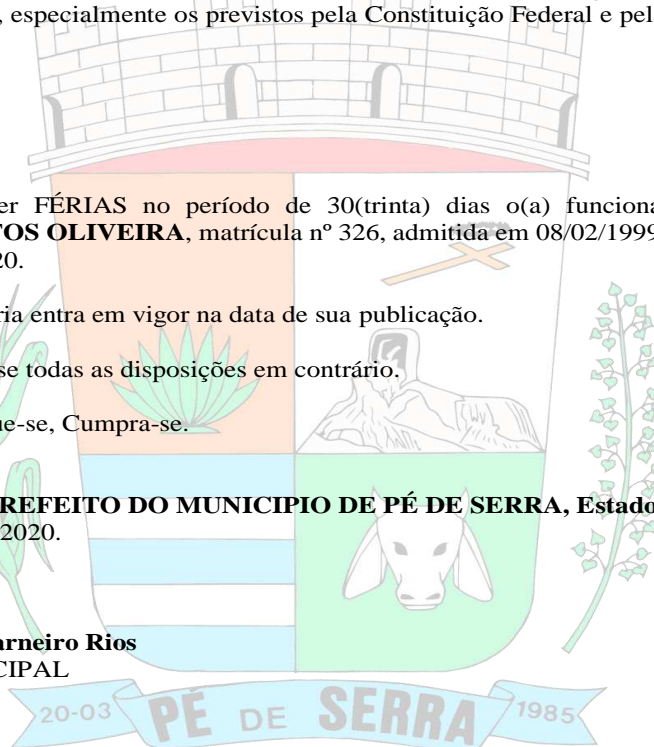 , especialmente os previstos pela Constituição Federal e pel
er FÉRIAS no período de 30(trinta) dias o(a) funciona
TOS OLIVEIRA, matrícula nº 326, admitida em 08/02/1999
20.
ria entra em vigor na data de sua publicação.
se todas as disposições em contrário.
ue-se, Cumpra-se.
REFEITO DO MUNICIPIO DE PÉ DE SERRA, Estado
2020.
arneiro Rios
CIPAL
20-03 PÉ DE SERRA 1985